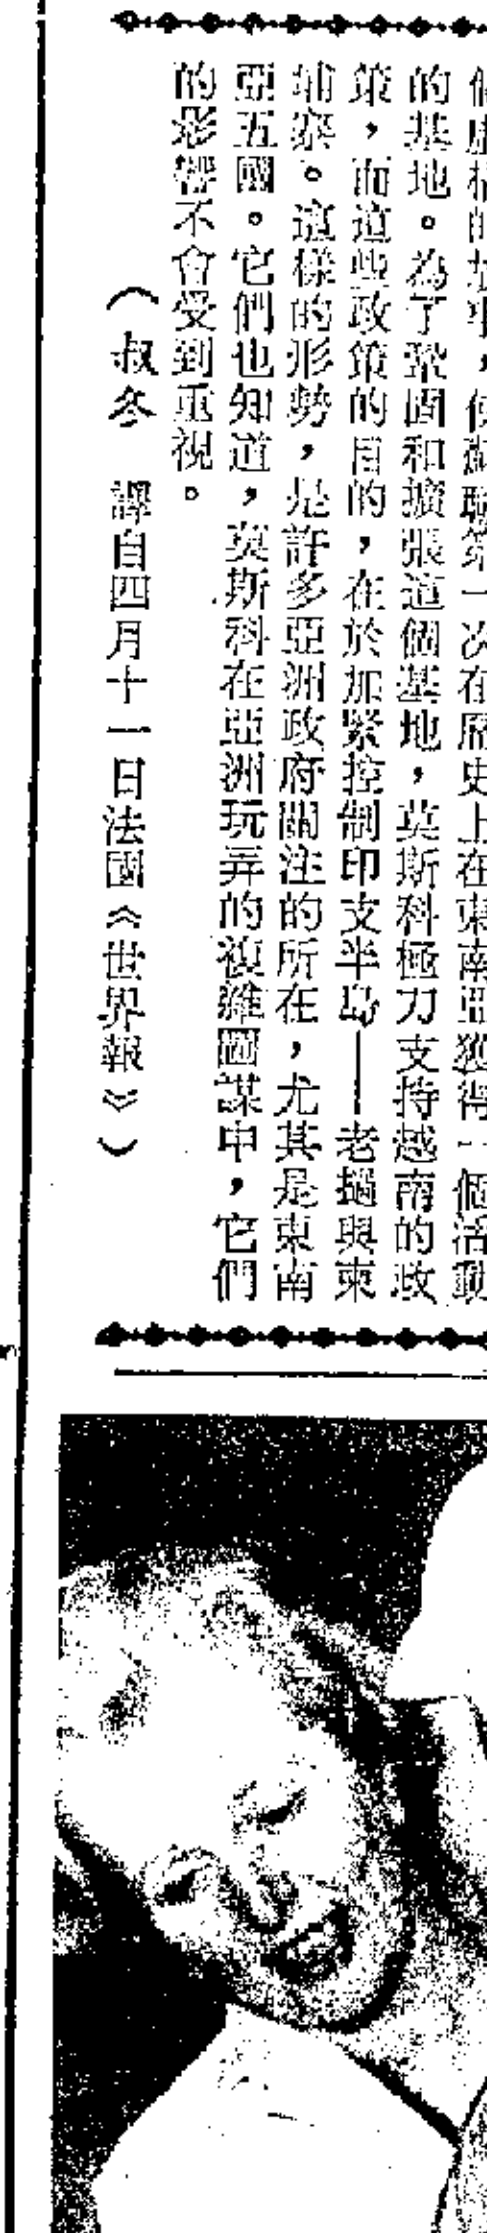 個虛構的故事，使蘇聯第一次在歷史上在東南亞獲得一個活動
的基地。為了鞏固和擴張這個基地，莫斯科極力支持越南的政
策，而這些政策的目的，在於加緊控制印支半島——老撾與柬
埔寨。這樣的形勢，是許多亞洲政府關注的所在，尤其是東南
亞五國。它們也知道，莫斯科在亞洲玩弄的複雜圖謀中，它們
的影響不會受到重視。
（叔冬　譯自四月十一日法國《世界報》）